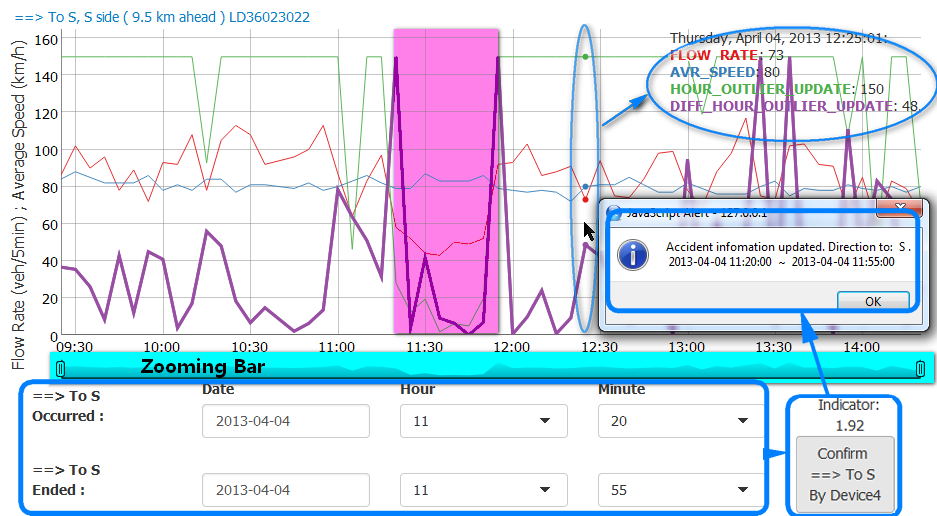 ==> To S, S side ( 9.5 km ahead ) LD36023022
Flow Rate (veh/5min) ; Average Speed (km/h)
160
140
120
100
80
60
40
20
0
Thursday, April 04, 2013 12:25:01:
FLOW_RATE: 73
AVR_SPEED: 80
HOUR_OUTLIER_UPDATE: 150
DIFF_HOUR_OUTLIER_UPDATE: 48
JavaScript Alert - 127.0.0.1
Accident infomation updated. Direction to: S .
2013-04-04 11:20:00 ~ 2013-04-04 11:55:00
OK
09:30 10:00 10:30 11:00 11:30 12:00 12:30 13:00 13:30 14:00
Zooming Bar
==> To S
Occurred :
Date Hour Minute
2013-04-04 11 20
==> To S
Ended :
2013-04-04 11 55
Indicator:
1.92
Confirm
==> To S
By Device4